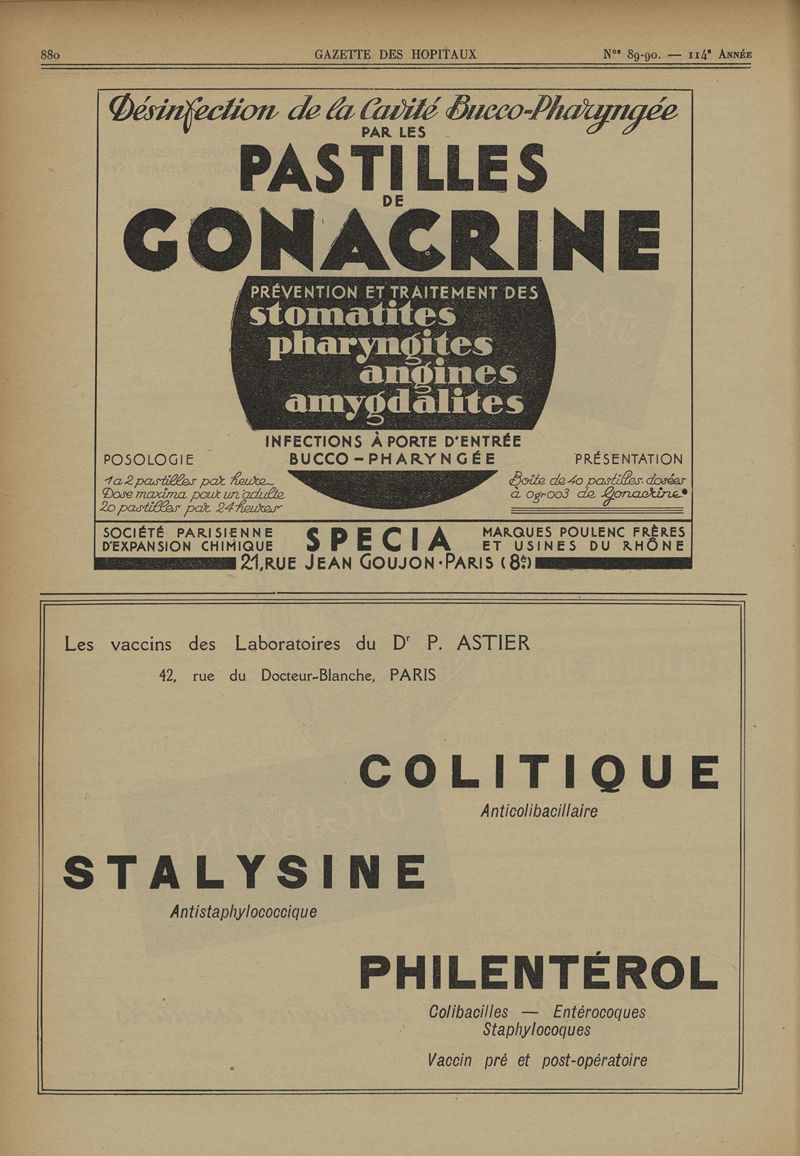 880
GAZETTE DES HOPITAUX
Nos 89-90. — 114e ANNÉE
Désinfection de la Cavité Bucco-Pharyngée
PAR LES
PASTILLES
DE
GONACRINE
PRÉVENTION ET TRAITEMENT DES
stomatites
pharyngites
angines
amygdalites
INFECTIONS À PORTE D'ENTRÉE
BUCCO-PHARYNGÉE
POSOLOGIE
1 a 2 pastilles par heure_
Dose maxima pour un adulte
20 pastilles par 24 heures
PRÉSENTATION
Boite de 40 pastilles dosées
à 0gr003 de Gonacrine*
SOCIÉTÉ PARISIENNE
D'EXPANSION CHIMIQUE
SPECIA
MARQUES POULENC FRÈRES
ET USINES DU RHÔNE
21, RUE JEAN GOUJON·PARIS (8e)
Les vaccins des Laboratoires du Dr P. ASTIER
42, rue du Docteur-Blanche, PARIS
COLITIQUE
Anticolibacillaire
STALYSINE
Antistaphylococcique
PHILENTÉROL
Colibacilles — Entérocoques
Staphylocoques
Vaccin pré et post-opératoire